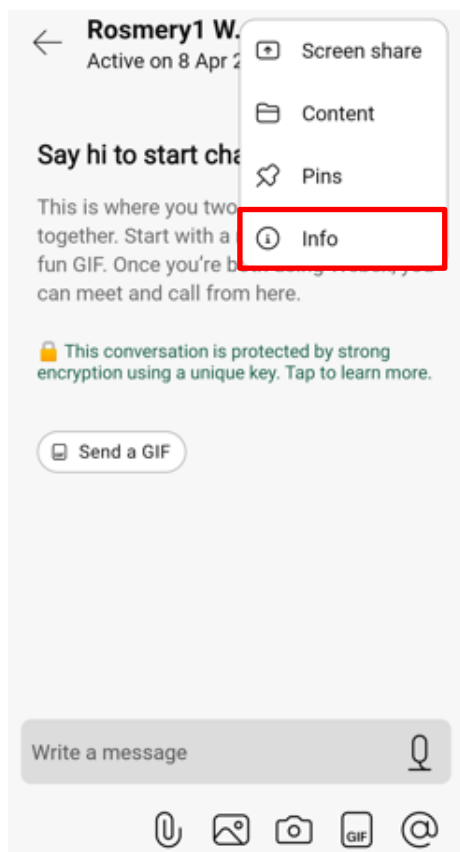 Rosmery1 W.
Active on 8 Apr 2
Screen share
Content
Pins
Info
Say hi to start cha
This is where you two
together. Start with a
fun GIF. Once you're b
can meet and call from here.
🔒 This conversation is protected by strong
encryption using a unique key. Tap to learn more.
Send a GIF
Write a message
GIF